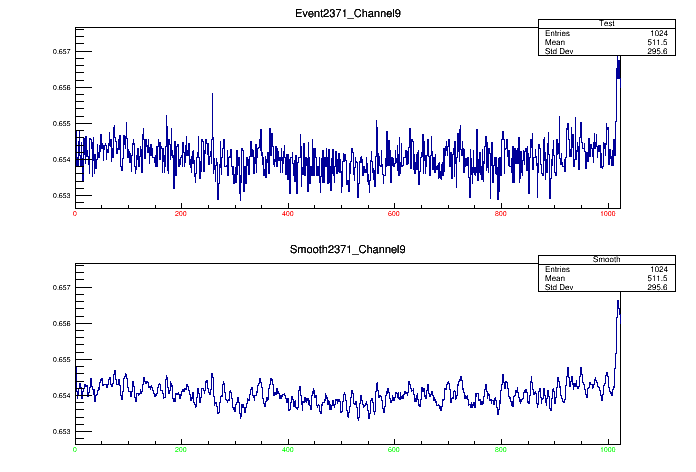 Event2371_Channel9
Test
Entries 1024
Mean 511.5
Std Dev 295.6
0.657
0.656
0.655
0.654
0.653
0 200 400 600 800 1000
Smooth2371_Channel9
Smooth
Entries 1024
Mean 511.5
Std Dev 295.6
0.657
0.656
0.655
0.654
0.653
0 200 400 600 800 1000